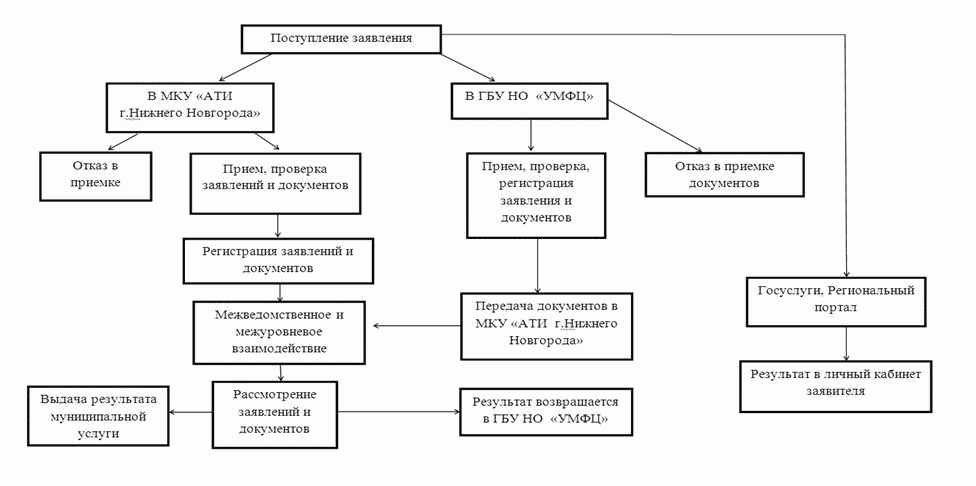 Поступление заявления
В МКУ «АТИ
г.Нижнего Новгорода»
В ГБУ НО «УМФЦ»
Отказ в
приемке
Прием, проверка
заявлений и документов
Прием, проверка,
регистрация
заявления и
документов
Отказ в приемке
документов
Регистрация заявлений и
документов
Госуслуги, Региональный
портал
Межведомственное и
межуровневое
взаимодействие
Передача документов в
МКУ «АТИ г.Нижнего
Новгорода»
Результат в личный кабинет
заявителя
Выдача результата
муниципальной
услуги
Рассмотрение
заявлений и
документов
Результат возвращается
в ГБУ НО «УМФЦ»